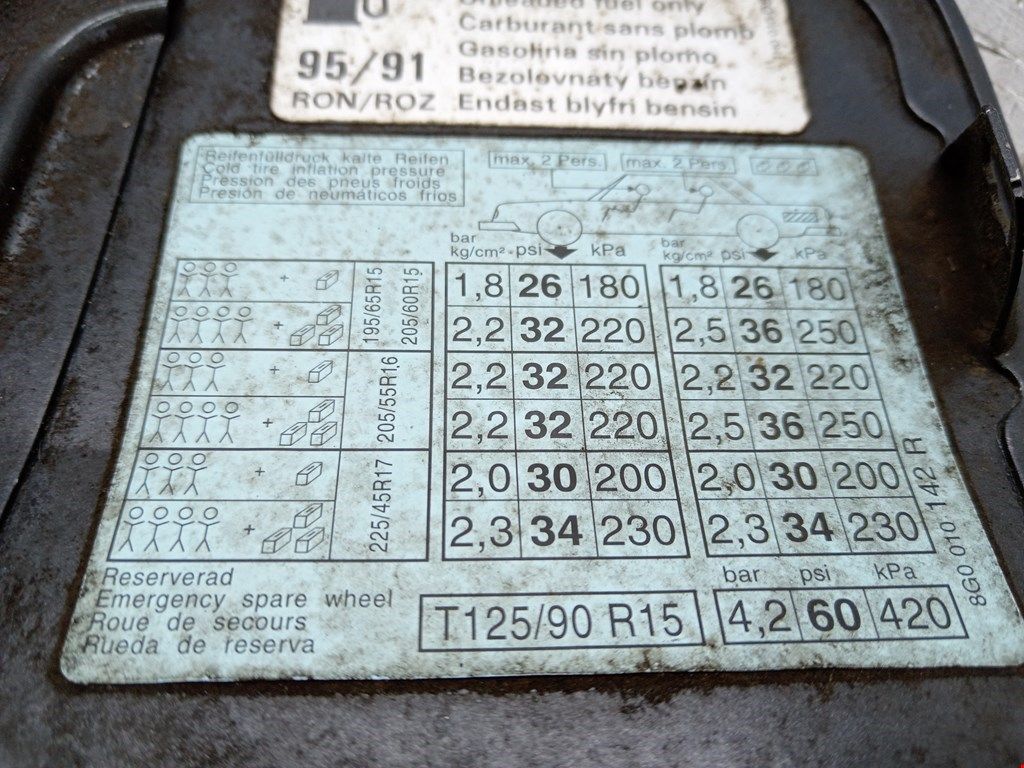 Unleaded fuel only
Carburant sans plomb
Gasolina sin plomo
95/91 Bezolovnatý benzin
RON/ROZ Endast blyfri bensin
Reifenfülldruck kalte Reifen
Cold tire inflation pressure
Pression des pneus froids
Presión de neumáticos fríos
max. 2 Pers. max. 2 Pers.
bar kg/cm² psi kPa bar kg/cm² psi kPa
195/65R15 205/60R15
+ 1,8 26 180 1,8 26 180
+ 2,2 32 220 2,5 36 250
205/55R16
+ 2,2 32 220 2,2 32 220
+ 2,2 32 220 2,5 36 250
225/45R17
+ 2,0 30 200 2,0 30 200
+ 2,3 34 230 2,3 34 230
Reserverad
Emergency spare wheel
Roue de secours
Rueda de reserva
T125/90 R15
bar psi kPa
4,2 60 420
8G0 010 142 R